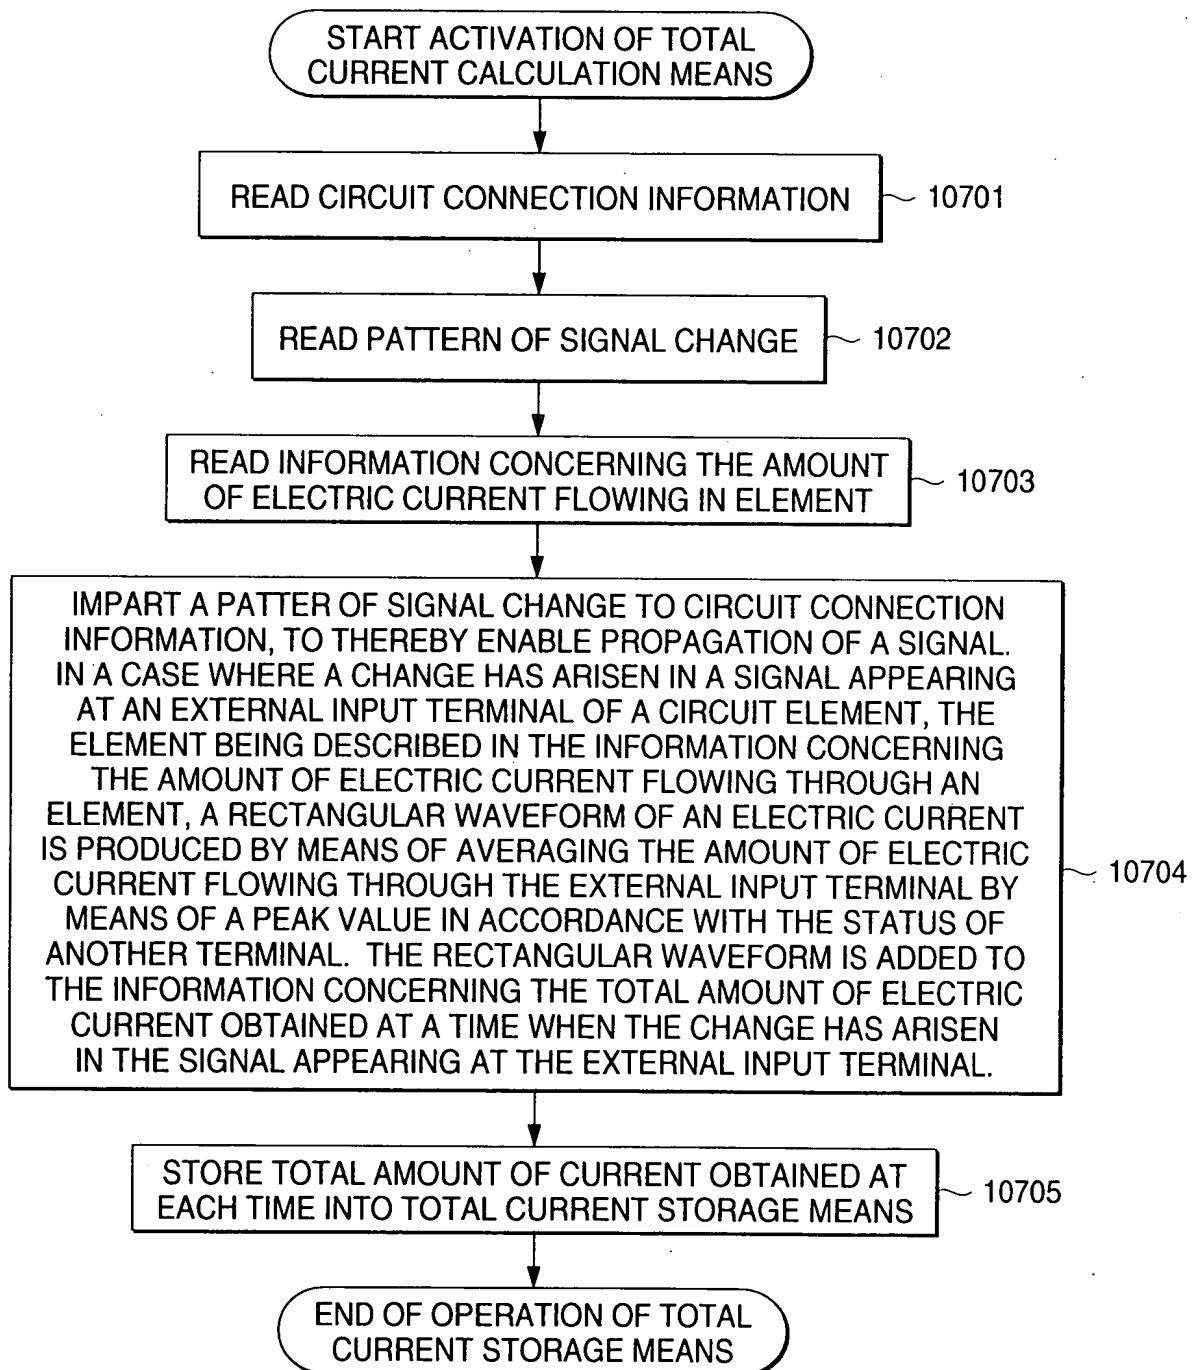 START ACTIVATION OF TOTAL
CURRENT CALCULATION MEANS
READ CIRCUIT CONNECTION INFORMATION
10701
READ PATTERN OF SIGNAL CHANGE
10702
READ INFORMATION CONCERNING THE AMOUNT
OF ELECTRIC CURRENT FLOWING IN ELEMENT
10703
IMPART A PATTER OF SIGNAL CHANGE TO CIRCUIT CONNECTION
INFORMATION, TO THEREBY ENABLE PROPAGATION OF A SIGNAL.
IN A CASE WHERE A CHANGE HAS ARISEN IN A SIGNAL APPEARING
AT AN EXTERNAL INPUT TERMINAL OF A CIRCUIT ELEMENT, THE
ELEMENT BEING DESCRIBED IN THE INFORMATION CONCERNING
THE AMOUNT OF ELECTRIC CURRENT FLOWING THROUGH AN
ELEMENT, A RECTANGULAR WAVEFORM OF AN ELECTRIC CURRENT
IS PRODUCED BY MEANS OF AVERAGING THE AMOUNT OF ELECTRIC
CURRENT FLOWING THROUGH THE EXTERNAL INPUT TERMINAL BY
MEANS OF A PEAK VALUE IN ACCORDANCE WITH THE STATUS OF
ANOTHER TERMINAL. THE RECTANGULAR WAVEFORM IS ADDED TO
THE INFORMATION CONCERNING THE TOTAL AMOUNT OF ELECTRIC
CURRENT OBTAINED AT A TIME WHEN THE CHANGE HAS ARISEN
IN THE SIGNAL APPEARING AT THE EXTERNAL INPUT TERMINAL.
10704
STORE TOTAL AMOUNT OF CURRENT OBTAINED AT
EACH TIME INTO TOTAL CURRENT STORAGE MEANS
10705
END OF OPERATION OF TOTAL
CURRENT STORAGE MEANS